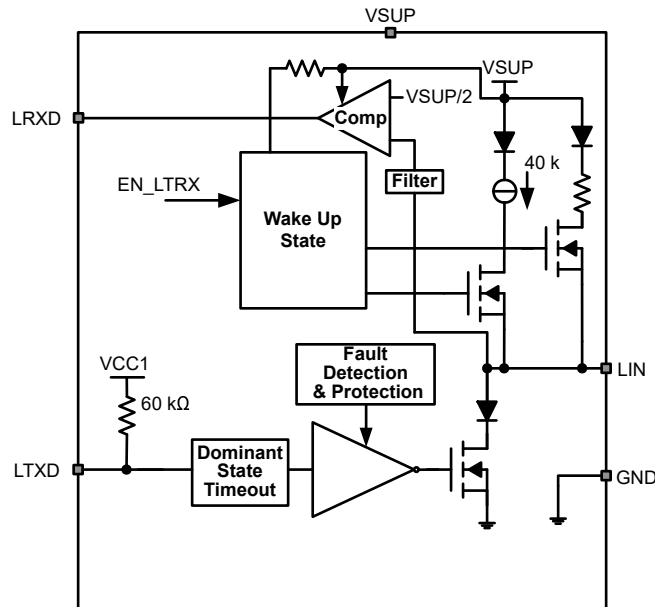 VSUP
VSUP
LRXD
Comp
VSUP/2
Filter
40 k
EN_LTRX
Wake Up
State
VCC1
60 kΩ
Fault
Detection
& Protection
LIN
LTXD
Dominant
State
Timeout
GND